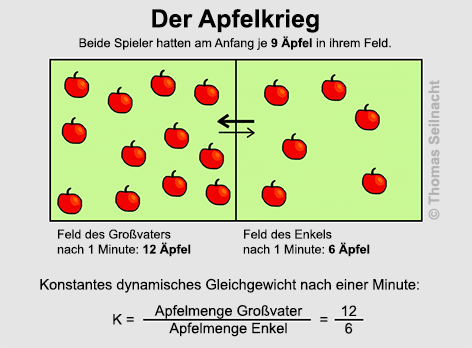 Der Apfelkrieg
Beide Spieler hatten am Anfang je 9 Äpfel in ihrem Feld.
© Thomas Seilnacht
Feld des Großvaters
nach 1 Minute: 12 Äpfel
Feld des Enkels
nach 1 Minute: 6 Äpfel
Konstantes dynamisches Gleichgewicht nach einer Minute:
K = Apfelmenge Großvater = 12
Apfelmenge Enkel 6